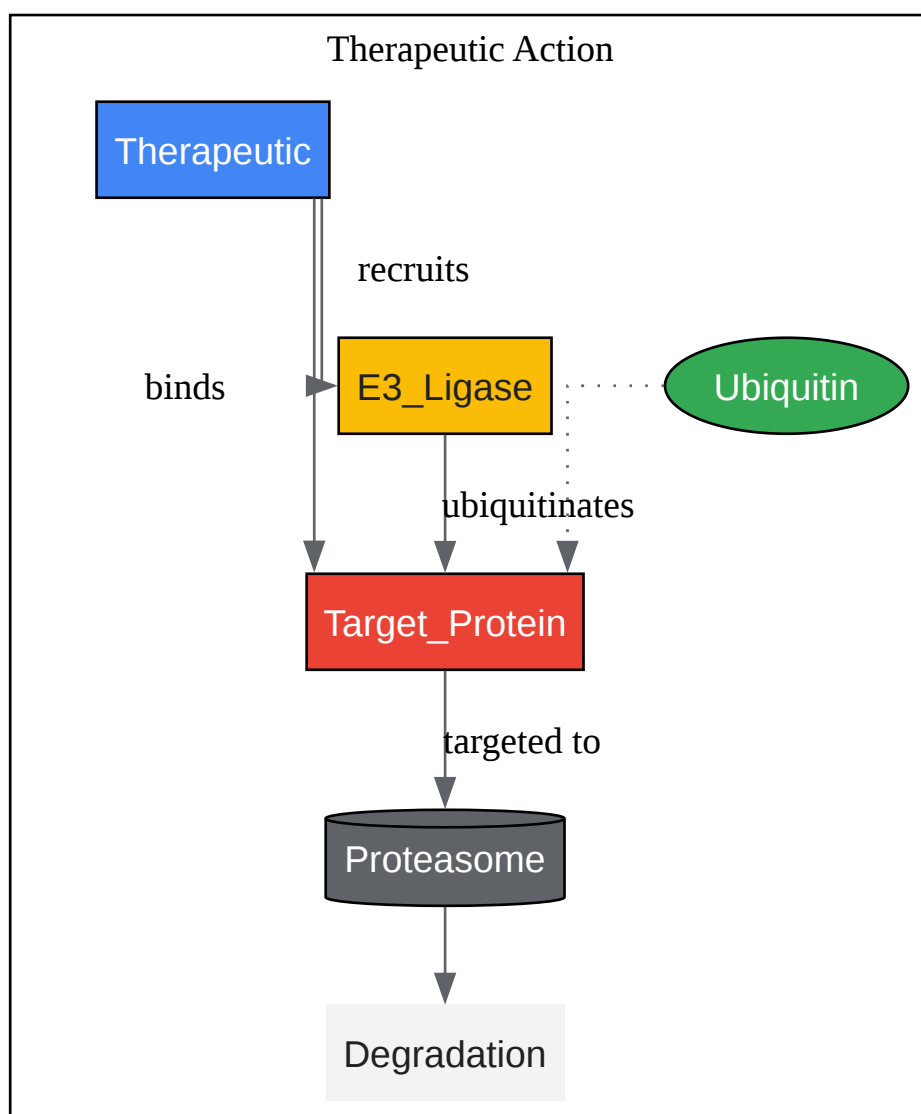 Therapeutic Action
Therapeutic
recruits
binds
E3_Ligase
Ubiquitin
ubiquitinates
Target_Protein
targeted to
Proteasome
Degradation